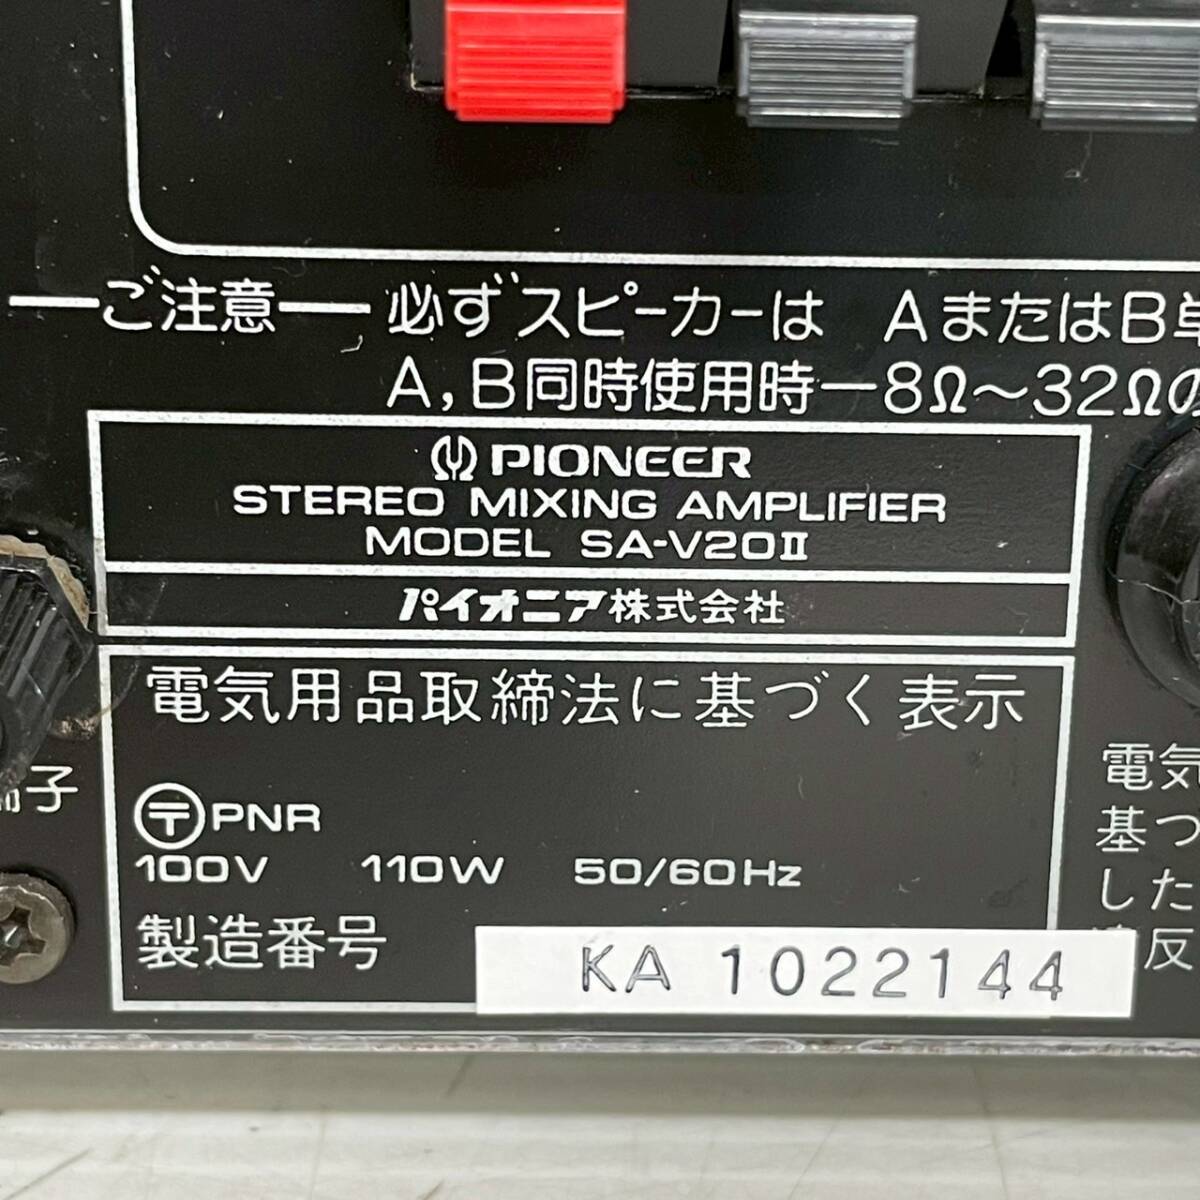 ご注意 必ずスピーカーは AまたはB単
A,B同時使用時ー8Ω〜32Ωの
PIONEER
STEREO MIXING AMPLIFIER
MODEL SA-V20II
パイオニア株式会社
電気用品取締法に基づく表示
〒PNR
100V 110W 50/60Hz
製造番号 KA 1022144
端子
電気
基づ
した
違反